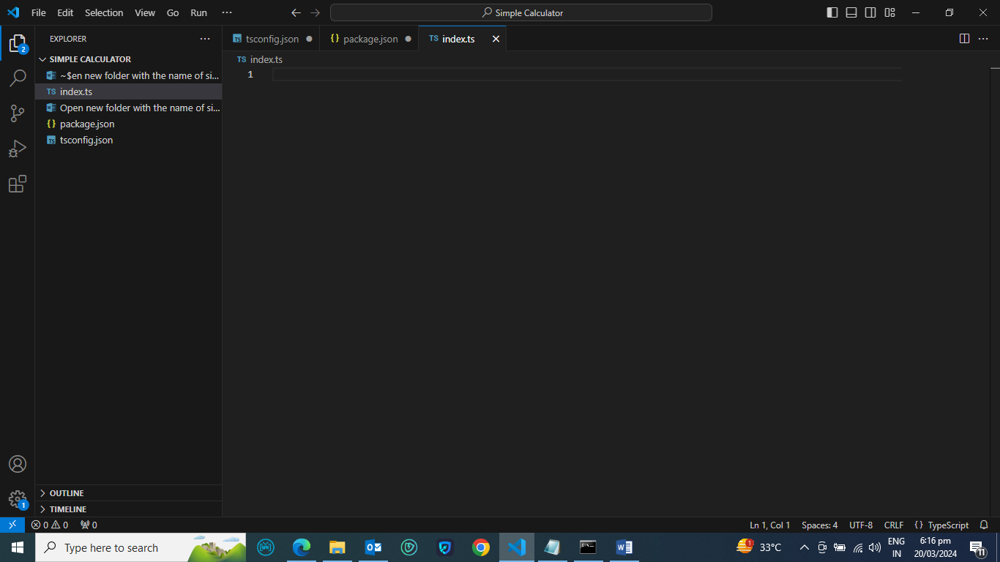 File Edit Selection View Go Run ···
Simple Calculator
EXPLORER
tsconfig.json
package.json
TS index.ts
SIMPLE CALCULATOR
TS index.ts
~$en new folder with the name of si...
1
TS index.ts
Open new folder with the name of si...
{} package.json
TS tsconfig.json
2
1
OUTLINE
TIMELINE
0 0 0
Ln 1, Col 1 Spaces: 4 UTF-8 CRLF {} TypeScript
Type here to search
1
33°C
ENG
IN
6:16 pm
20/03/2024
11